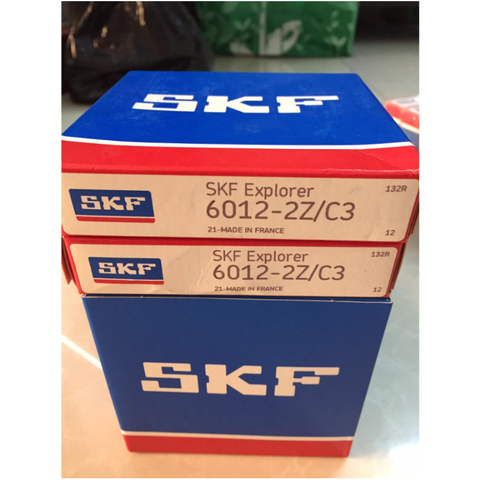 SKF
SKF
SKF Explorer
132R
6012-2Z/C3
21-MADE IN FRANCE
12
SKF
SKF Explorer
132R
6012-2Z/C3
21-MADE IN FRANCE
12
SKF